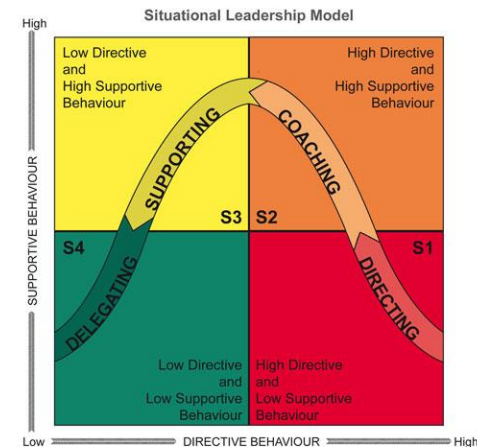 Situational Leadership Model
High
Low Directive
and
High Supportive
Behaviour
High Directive
and
High Supportive
Behaviour
SUPPORTING
COACHING
S3
S2
S4
S1
DELEGATING
DIRECTING
Low Directive
and
Low Supportive
Behaviour
High Directive
and
Low Supportive
Behaviour
SUPPORTIVE BEHAVIOUR
Low
DIRECTIVE BEHAVIOUR
High